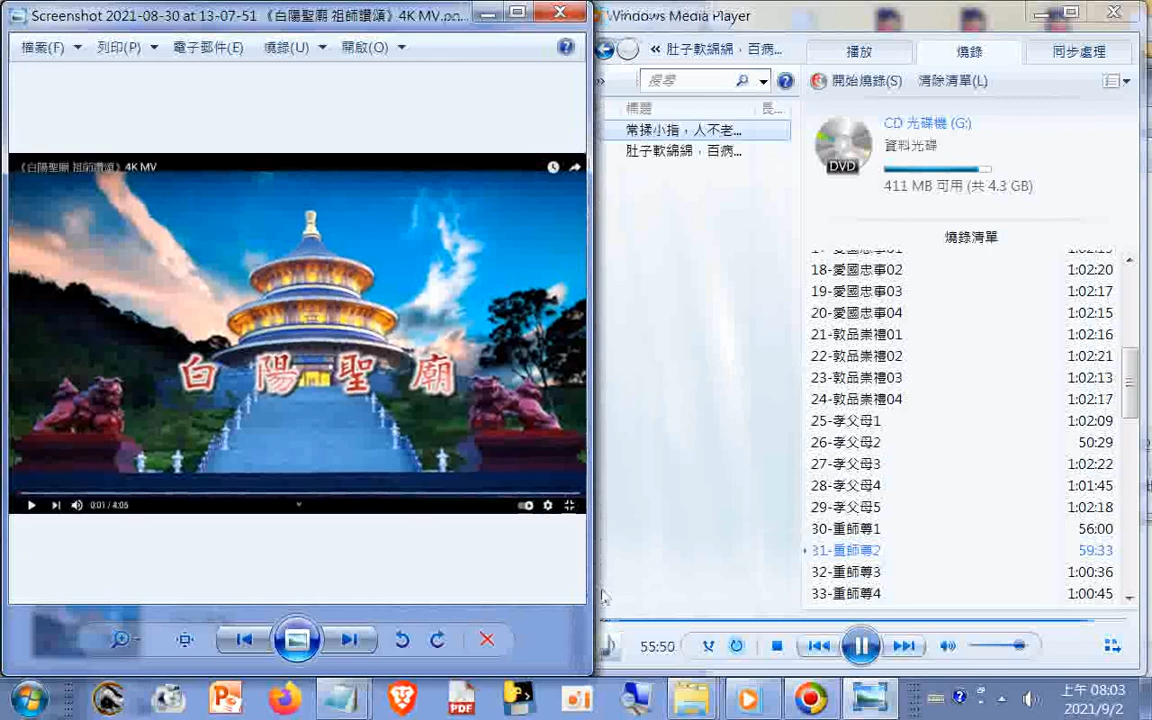 Screenshot 2021-08-30 at 13-07-51 《白陽聖廟 祖師讚頌》4K MV.pn...
檔案(F) 列印(P) 電子郵件(E) 燒錄(U) 開啟(O)
《白陽聖廟 祖師讚頌》4K MV
白陽聖廟
0:01 / 4:05
Windows Media Player
« 肚子軟綿綿，百病...
播放 燒錄 同步處理
搜尋
開始燒錄(S) 清除清單(L)
標題 長...
常揉小指，人不老...
肚子軟綿綿，百病...
CD 光碟機 (G:)
資料光碟
DVD
411 MB 可用 (共 4.3 GB)
燒錄清單
18-愛國忠事02 1:02:20
19-愛國忠事03 1:02:17
20-愛國忠事04 1:02:15
21-敦品崇禮01 1:02:16
22-敦品崇禮02 1:02:21
23-敦品崇禮03 1:02:13
24-敦品崇禮04 1:02:17
25-孝父母1 1:02:09
26-孝父母2 50:29
27-孝父母3 1:02:22
28-孝父母4 1:01:45
29-孝父母5 1:02:18
30-重師尊1 56:00
31-重師尊2 59:33
32-重師尊3 1:00:36
33-重師尊4 1:00:45
55:50
PDF
上午 08:03
2021/9/2